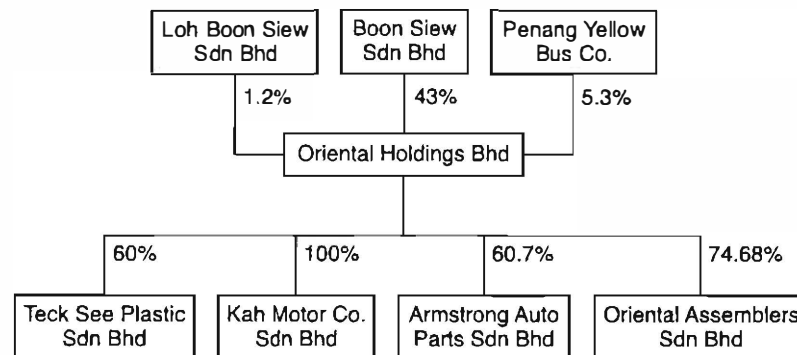 Loh Boon Siew
Sdn Bhd
Boon Siew
Sdn Bhd
Penang Yellow
Bus Co.
1.2%
43%
5.3%
Oriental Holdings Bhd
60%
100%
60.7%
74.68%
Teck See Plastic
Sdn Bhd
Kah Motor Co.
Sdn Bhd
Armstrong Auto
Parts Sdn Bhd
Oriental Assemblers
Sdn Bhd